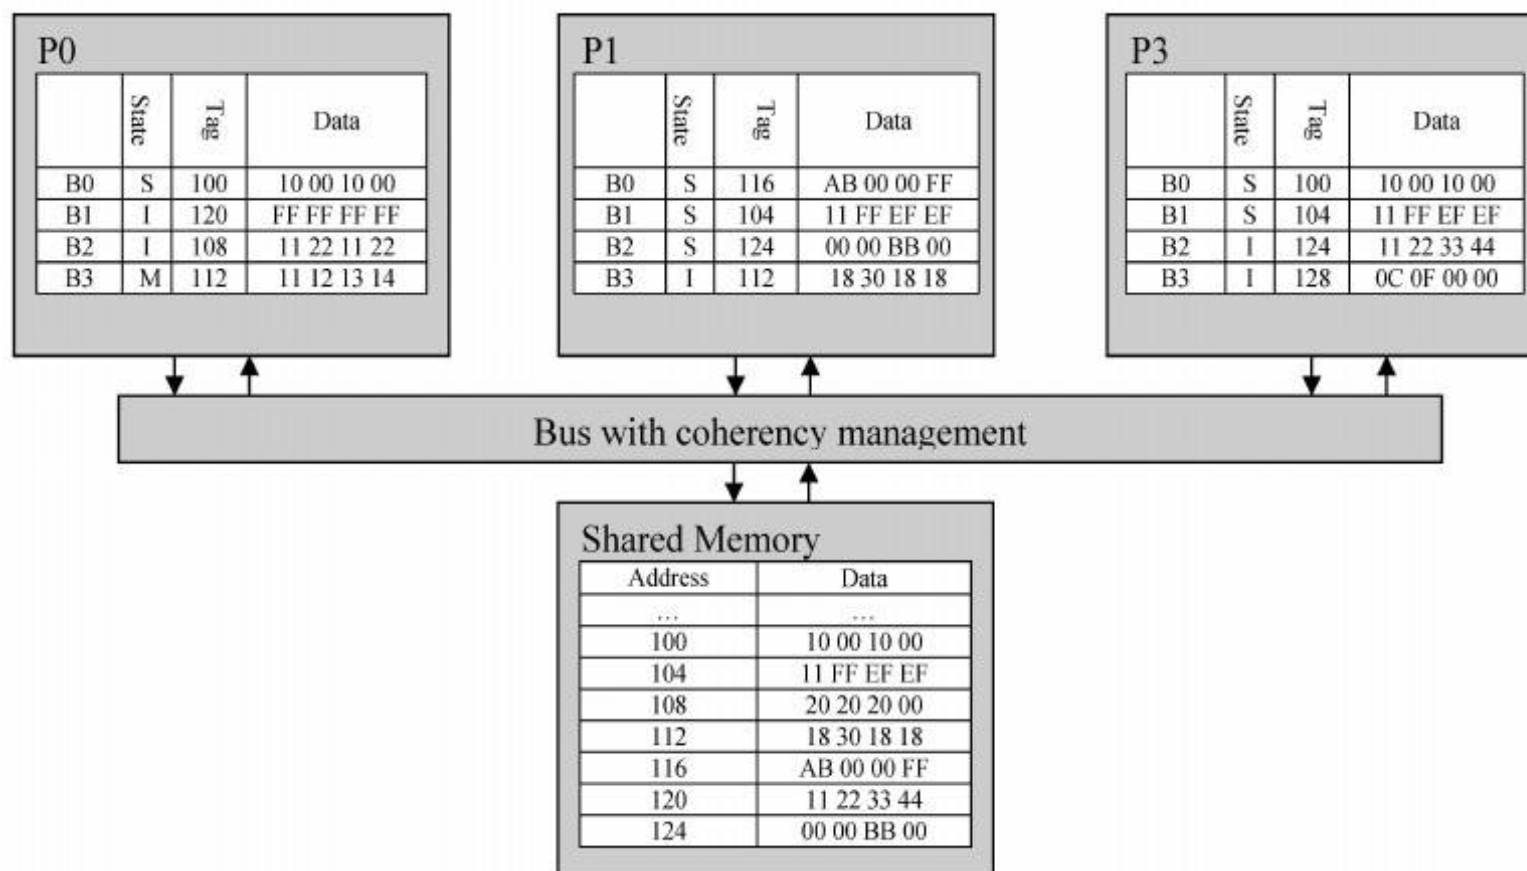 P0
State Tag Data
B0 S 100 10 00 10 00
B1 I 120 FF FF FF FF
B2 I 108 11 22 11 22
B3 M 112 11 12 13 14
P1
State Tag Data
B0 S 116 AB 00 00 FF
B1 S 104 11 FF EF EF
B2 S 124 00 00 BB 00
B3 I 112 18 30 18 18
P3
State Tag Data
B0 S 100 10 00 10 00
B1 S 104 11 FF EF EF
B2 I 124 11 22 33 44
B3 I 128 0C 0F 00 00
Bus with coherency management
Shared Memory
Address Data
... ...
100 10 00 10 00
104 11 FF EF EF
108 20 20 20 00
112 18 30 18 18
116 AB 00 00 FF
120 11 22 33 44
124 00 00 BB 00